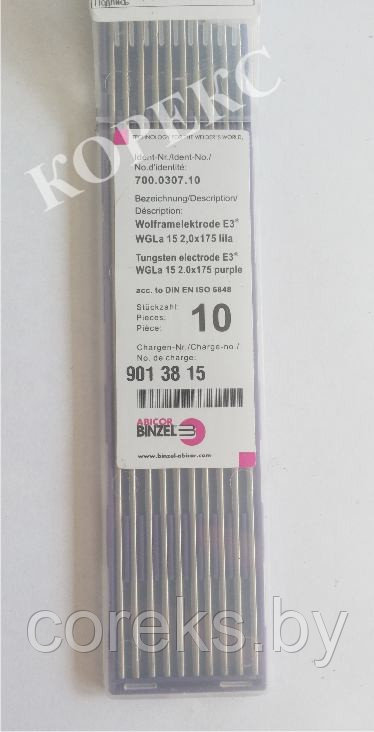 Подпись
КОРЕКС
TECHNOLOGY FOR THE WELDER'S WORLD.
Ident-Nr./Ident-No./
No.d'identité:
700.0307.10
Bezeichnung/Description/
Déscription:
Wolframelektrode E3®
WGLa 15 2,0x175 lila
Tungsten electrode E3®
WGLa 15 2.0x175 purple
acc. to DIN EN ISO 6848
Stückzahl:
Pieces:
Pièce:
10
Chargen-Nr./Charge-no./
No. de charge:
901 38 15
ABICOR
BINZEL
www.binzel-abicor.com
coreks.by